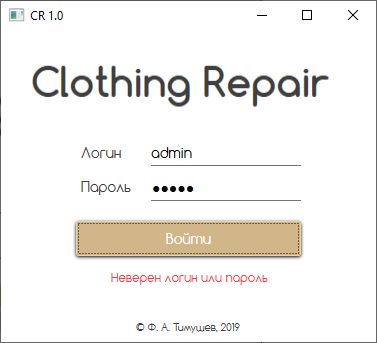 CR 1.0
Clothing Repair
Логин admin
Пароль •••••
Войти
Неверен логин или пароль
© Ф. А. Тимушев, 2019